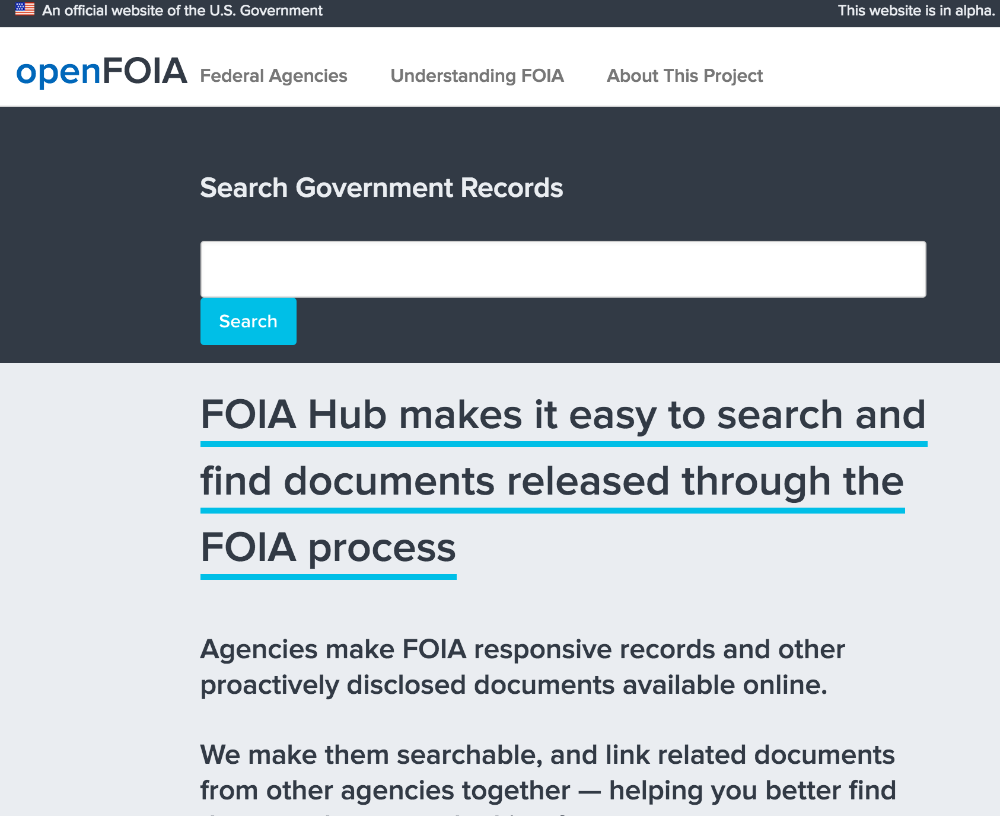 An official website of the U.S. Government
This website is in alpha.
openFOIA
Federal Agencies
Understanding FOIA
About This Project
Search Government Records
Search
FOIA Hub makes it easy to search and
find documents released through the
FOIA process
Agencies make FOIA responsive records and other
proactively disclosed documents available online.
We make them searchable, and link related documents
from other agencies together — helping you better find